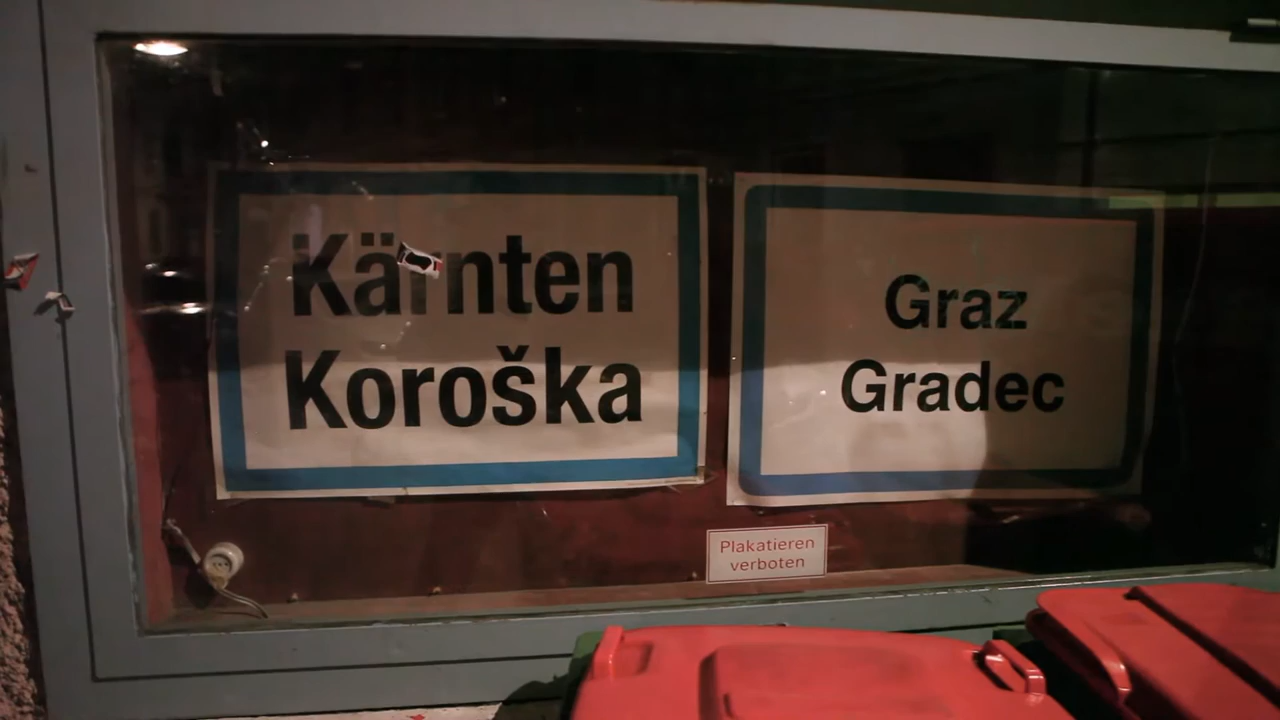 Kärnten
Koroška
Graz
Gradec
Plakatieren
verboten